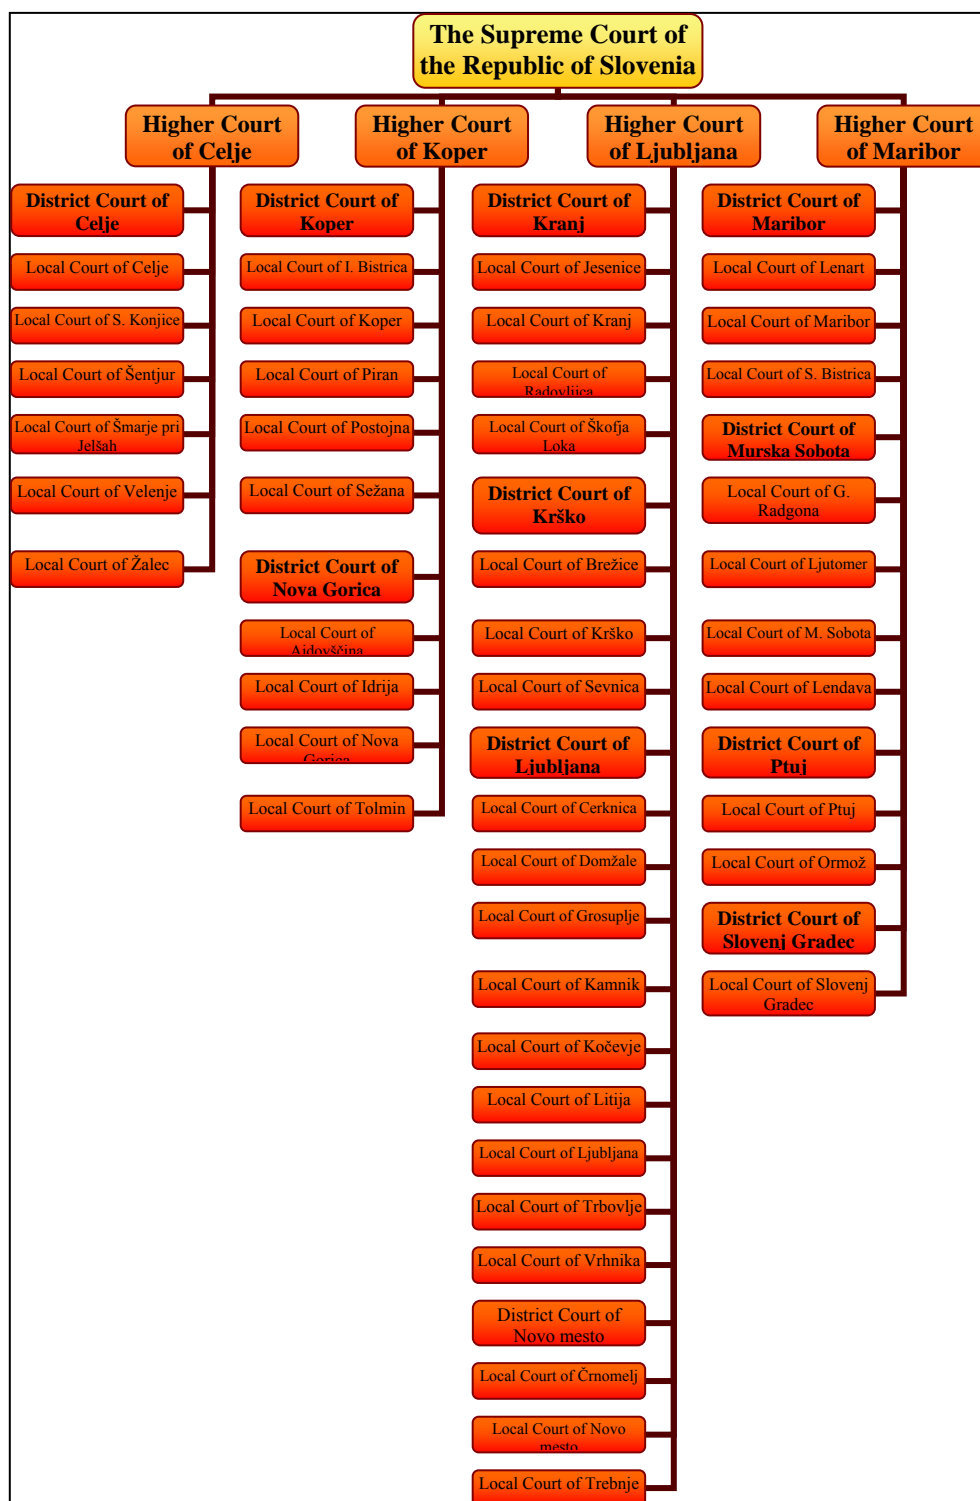 The Supreme Court of
the Republic of Slovenia
Higher Court
of Celje
District Court of
Celje
Local Court of Celje
Local Court of S. Konjice
Local Court of Šentjur
Local Court of Šmarje pri
Jelšah
Local Court of Velenje
Local Court of Žalec
Higher Court
of Koper
District Court of
Koper
Local Court of I. Bistrica
Local Court of Koper
Local Court of Piran
Local Court of Postojna
Local Court of Sežana
District Court of
Nova Gorica
Local Court of
Ajdovščina
Local Court of Idrija
Local Court of Nova
Gorica
Local Court of Tolmin
Higher Court
of Ljubljana
District Court of
Kranj
Local Court of Jesenice
Local Court of Kranj
Local Court of
Radovljica
Local Court of Škofja
Loka
District Court of
Krško
Local Court of Brežice
Local Court of Krško
Local Court of Sevnica
District Court of
Ljubljana
Local Court of Cerknica
Local Court of Domžale
Local Court of Grosuplje
Local Court of Kamnik
Local Court of Kočevje
Local Court of Litija
Local Court of Ljubljana
Local Court of Trbovlje
Local Court of Vrhnika
District Court of
Novo mesto
Local Court of Črnomelj
Local Court of Novo
mesto
Local Court of Trebnje
Higher Court
of Maribor
District Court of
Maribor
Local Court of Lenart
Local Court of Maribor
Local Court of S. Bistrica
District Court of
Murska Sobota
Local Court of G.
Radgona
Local Court of Ljutomer
Local Court of M. Sobota
Local Court of Lendava
District Court of
Ptuj
Local Court of Ptuj
Local Court of Ormož
District Court of
Slovenj Gradec
Local Court of Slovenj
Gradec